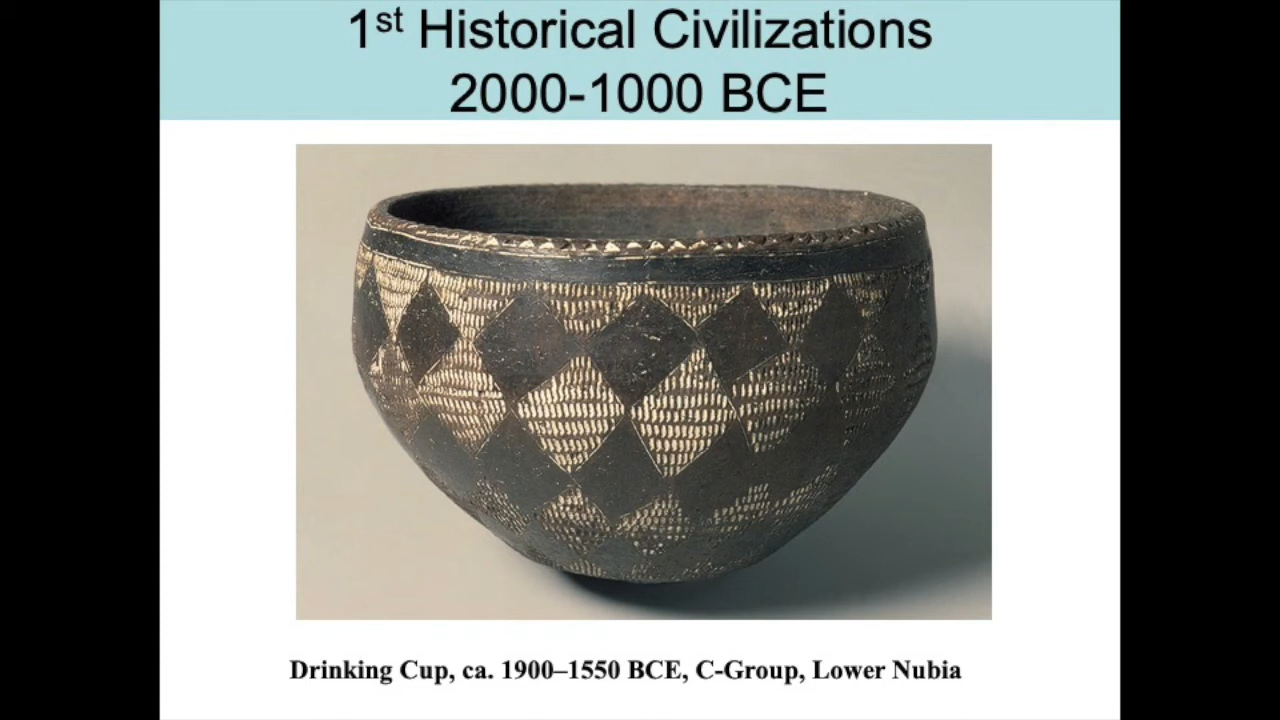 1st Historical Civilizations
2000-1000 BCE
Drinking Cup, ca. 1900–1550 BCE, C-Group, Lower Nubia